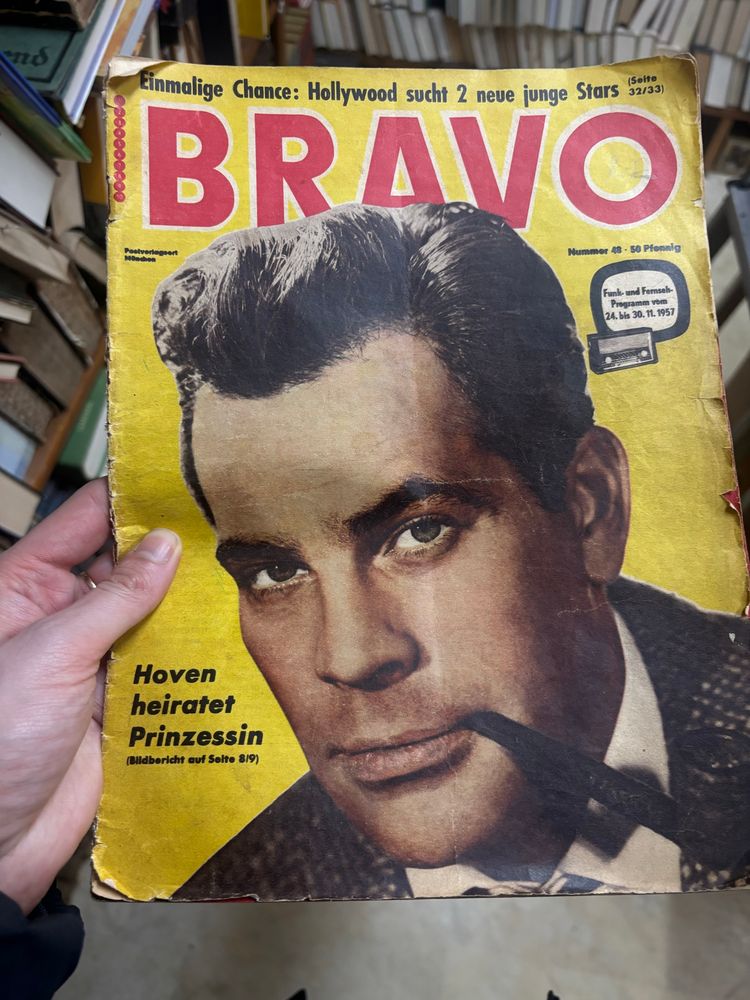 Einmalige Chance: Hollywood sucht 2 neue junge Stars (Seite 32/33)
BRAVO
Postverlagsort
München
Nummer 48 · 50 Pfennig
Funk- und Fernseh-
Programm vom
24. bis 30. 11. 1957
Hoven
heiratet
Prinzessin
(Bildbericht auf Seite 8/9)